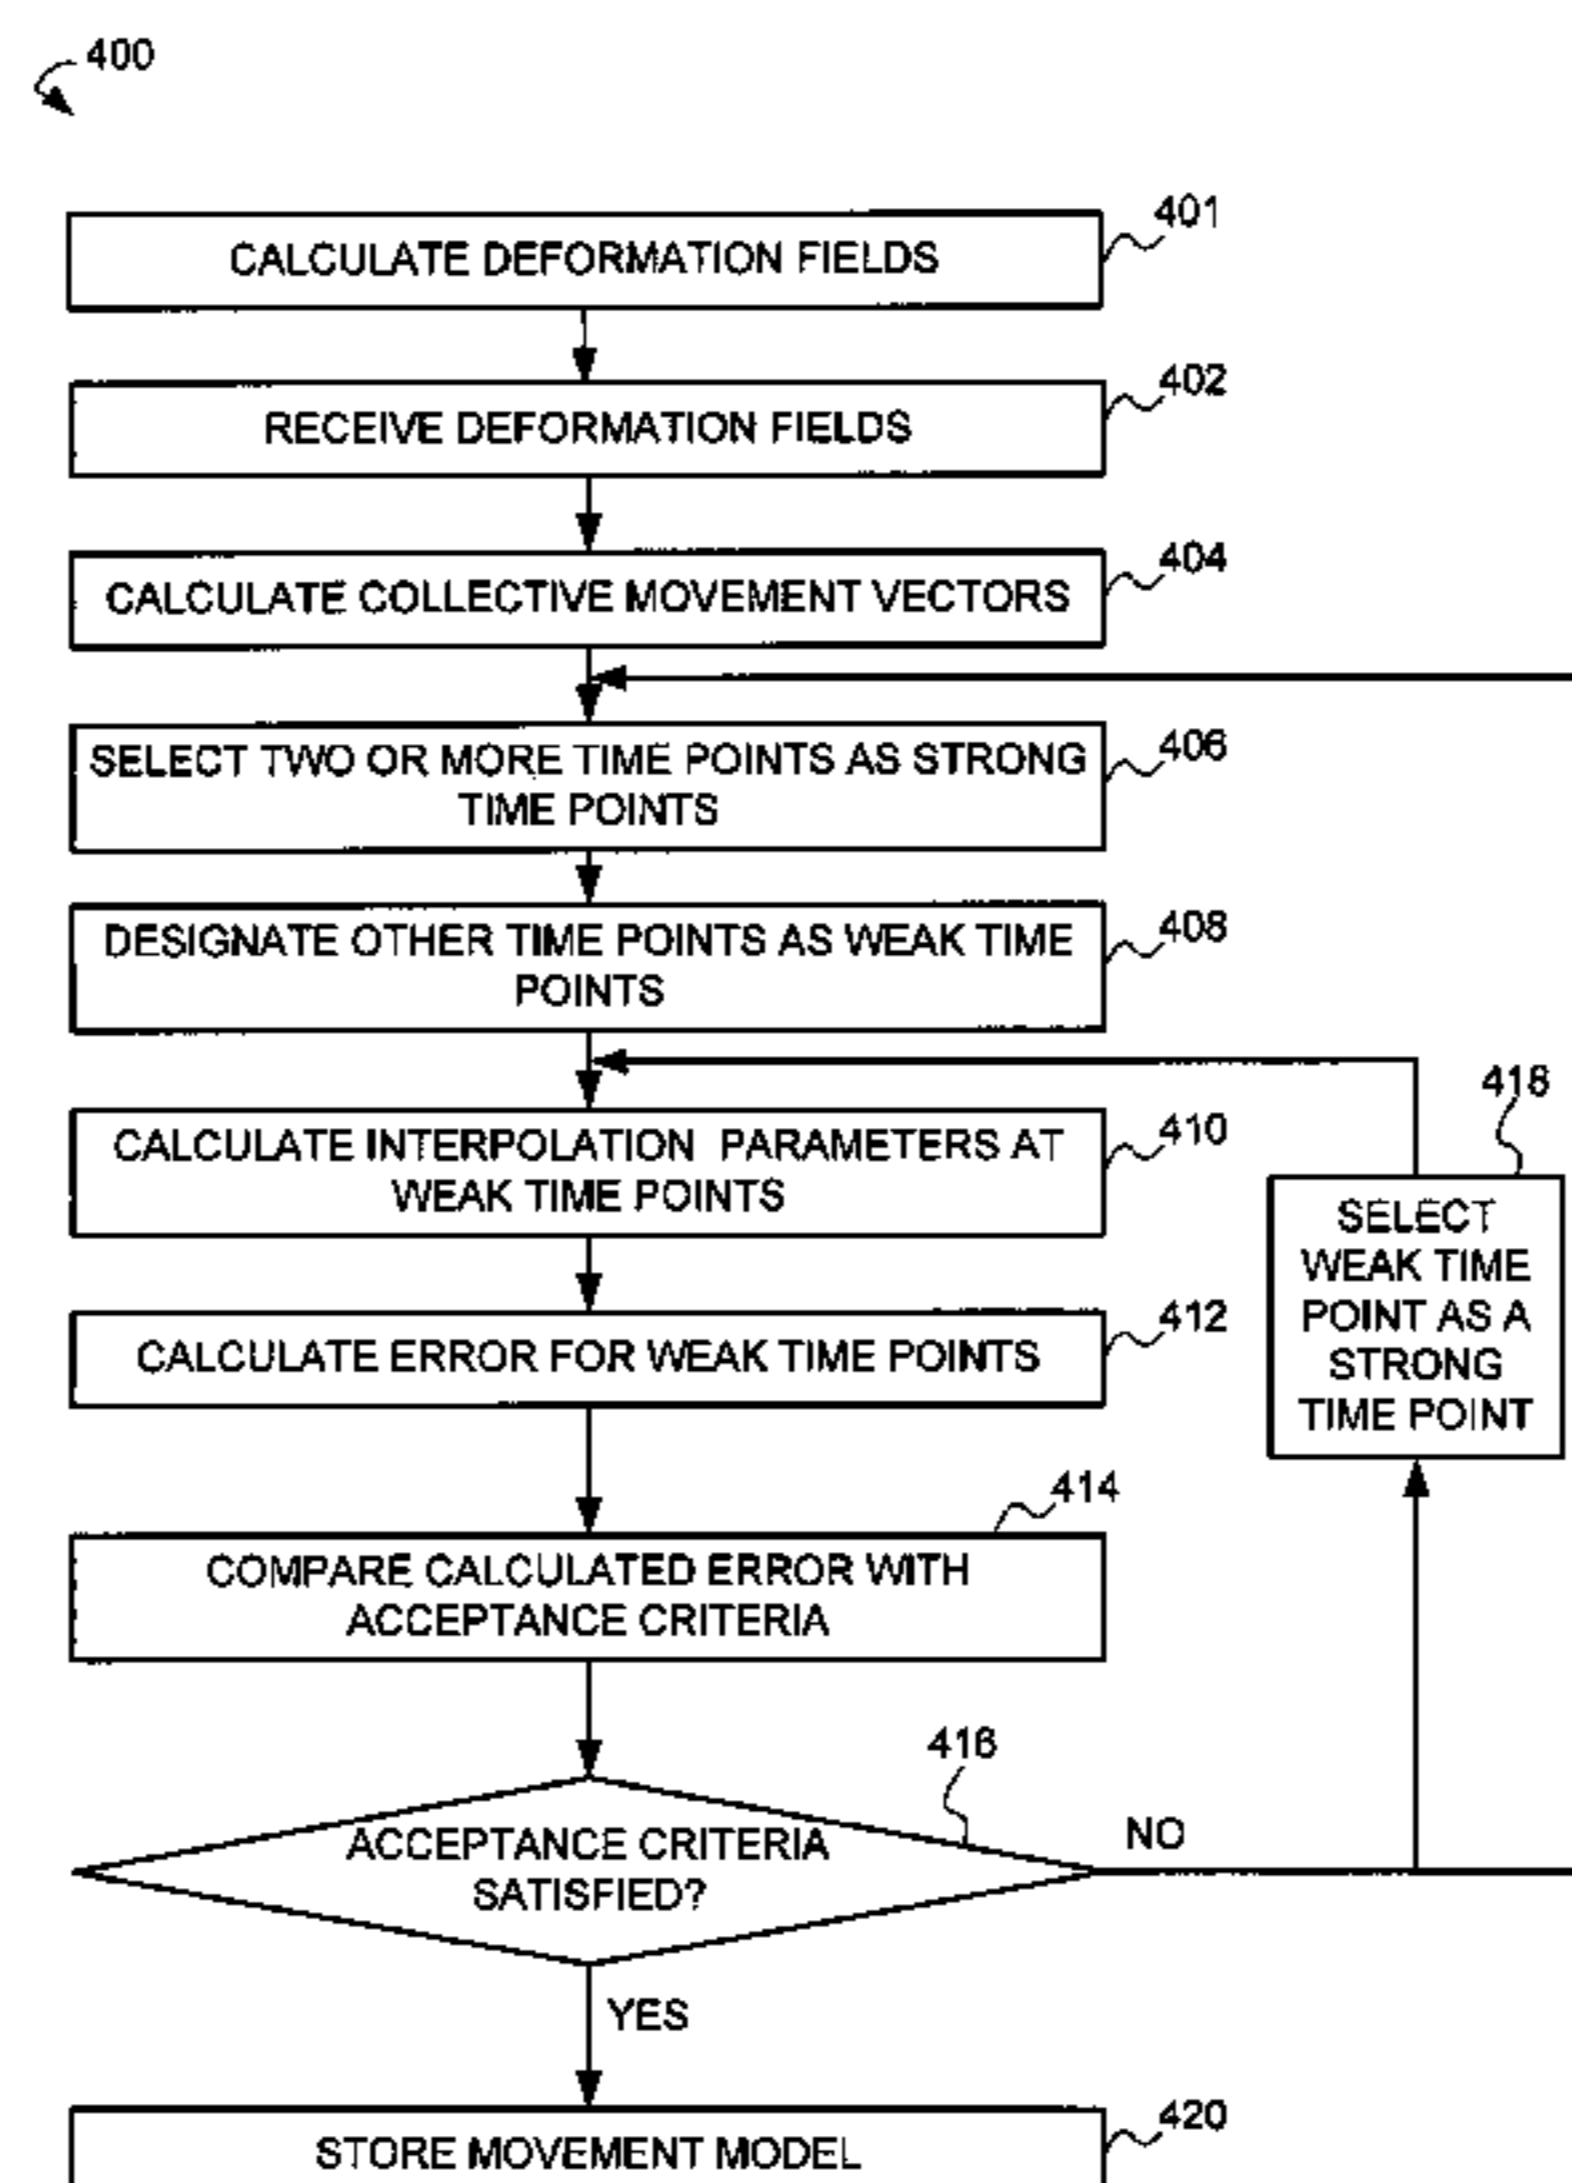 400
401
CALCULATE DEFORMATION FIELDS
402
RECEIVE DEFORMATION FIELDS
404
CALCULATE COLLECTIVE MOVEMENT VECTORS
406
SELECT TWO OR MORE TIME POINTS AS STRONG
TIME POINTS
408
DESIGNATE OTHER TIME POINTS AS WEAK TIME
POINTS
410
CALCULATE INTERPOLATION PARAMETERS AT
WEAK TIME POINTS
418
SELECT
WEAK TIME
POINT AS A
STRONG
TIME POINT
412
CALCULATE ERROR FOR WEAK TIME POINTS
414
COMPARE CALCULATED ERROR WITH
ACCEPTANCE CRITERIA
416
ACCEPTANCE CRITERIA
SATISFIED?
NO
YES
420
STORE MOVEMENT MODEL